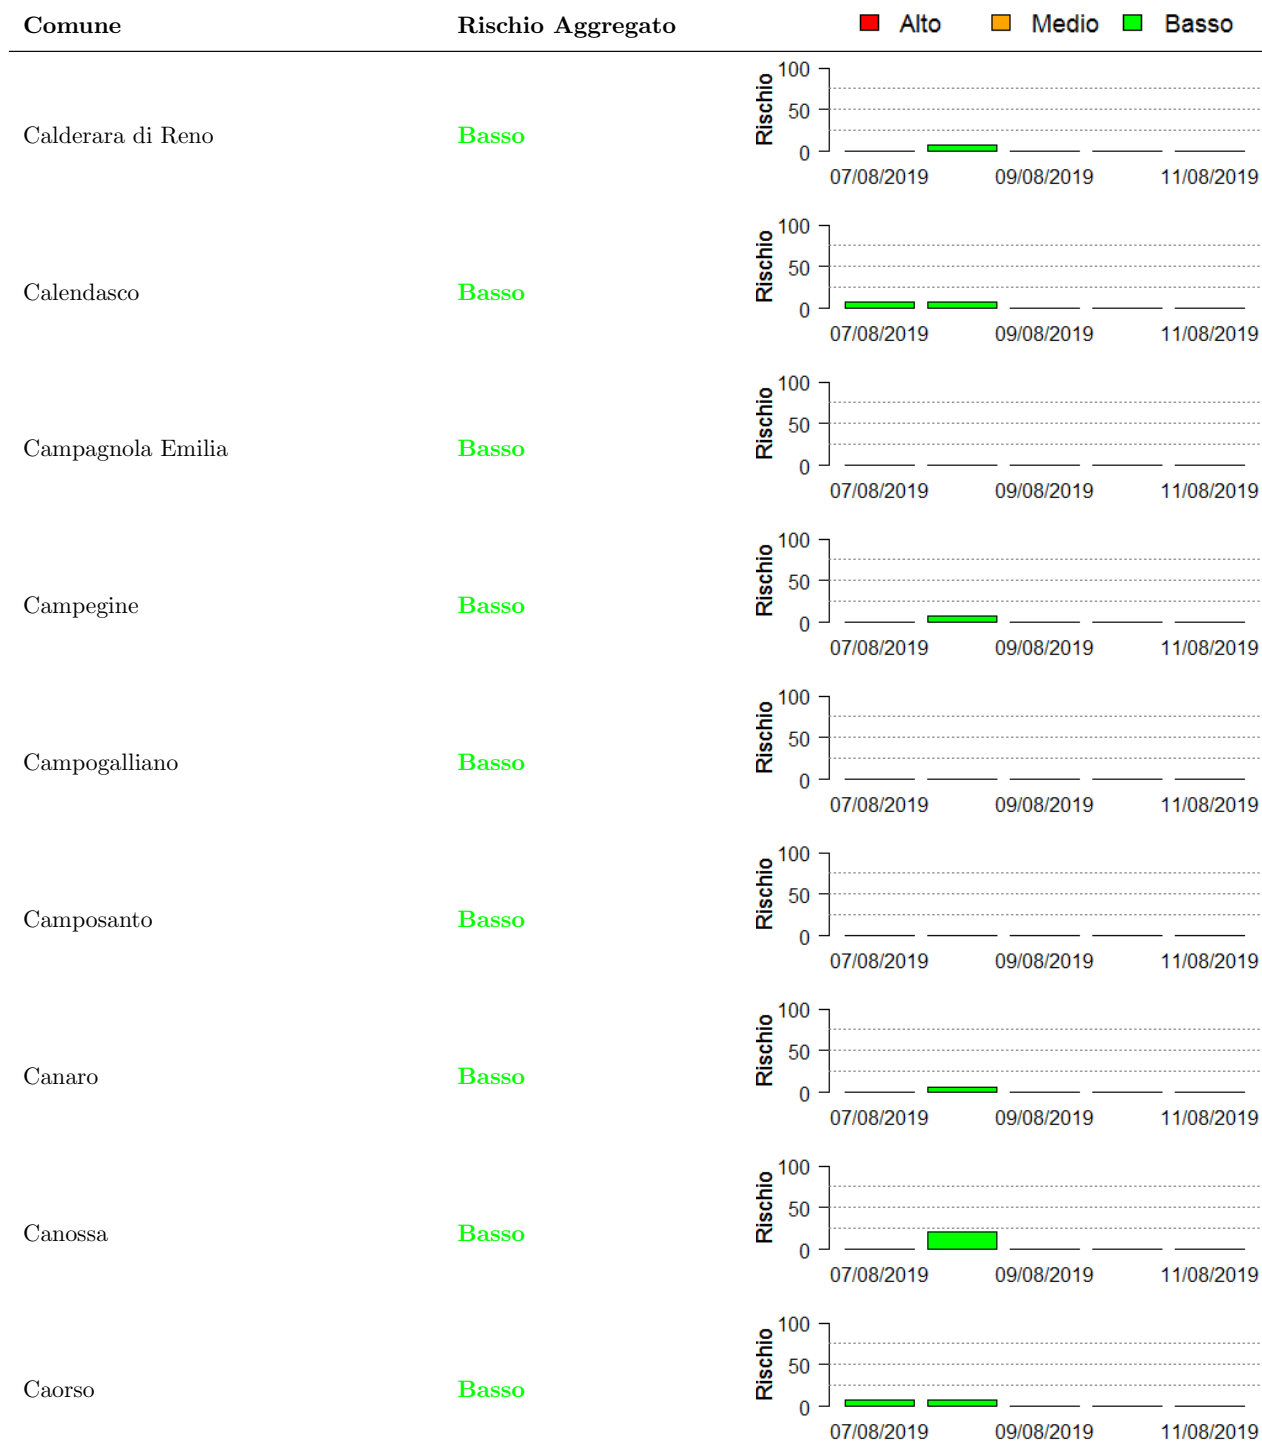 Comune Rischio Aggregato Alto Medio Basso
Calderara di Reno Basso Rischio 100 50 0
07/08/2019 09/08/2019 11/08/2019
Calendasco Basso Rischio 100 50 0
07/08/2019 09/08/2019 11/08/2019
Campagnola Emilia Basso Rischio 100 50 0
07/08/2019 09/08/2019 11/08/2019
Campegine Basso Rischio 100 50 0
07/08/2019 09/08/2019 11/08/2019
Campogalliano Basso Rischio 100 50 0
07/08/2019 09/08/2019 11/08/2019
Camposanto Basso Rischio 100 50 0
07/08/2019 09/08/2019 11/08/2019
Canaro Basso Rischio 100 50 0
07/08/2019 09/08/2019 11/08/2019
Canossa Basso Rischio 100 50 0
07/08/2019 09/08/2019 11/08/2019
Caorso Basso Rischio 100 50 0
07/08/2019 09/08/2019 11/08/2019